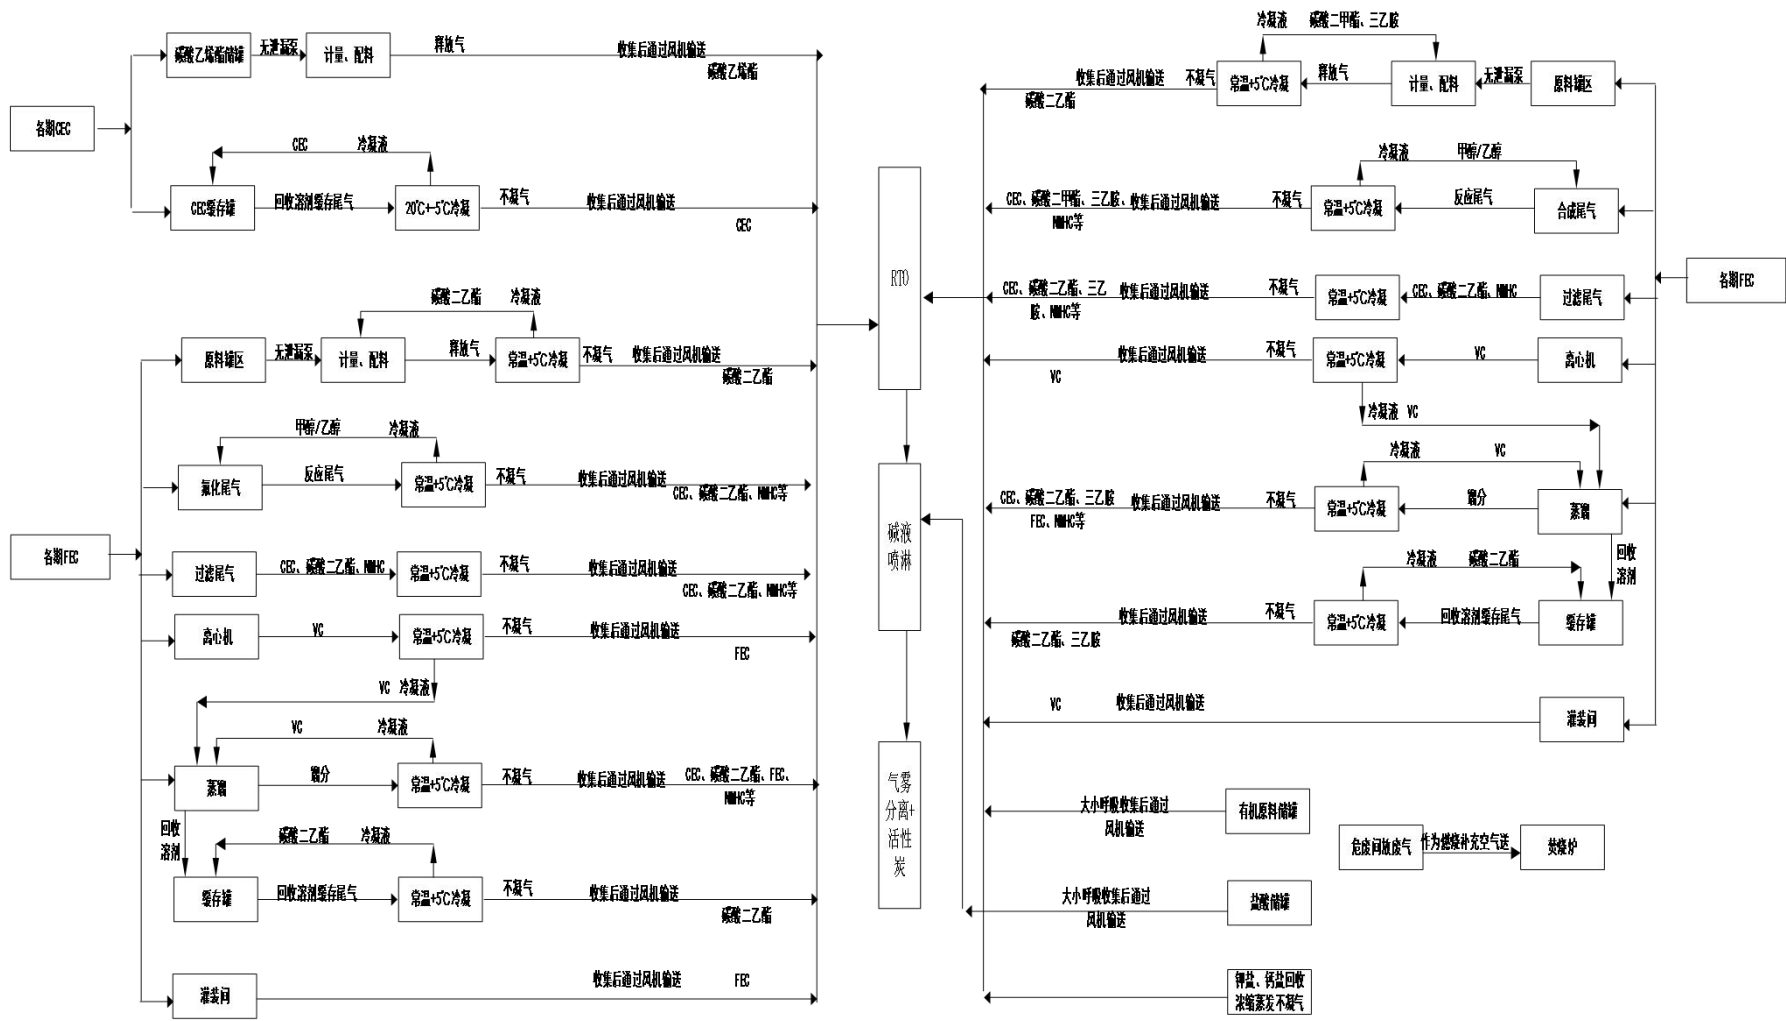 碳酸乙烯酯储罐
无泄漏泵
计量、配料
释放气
收集后通过风机输送
碳酸乙烯酯
各期CEC
CEC
冷凝液
CEC缓存罐
回收溶剂缓存尾气
20℃+-5℃冷凝
不凝气
收集后通过风机输送
CEC
碳酸二乙酯
冷凝液
原料罐区
无泄漏泵
计量、配料
释放气
常温+5℃冷凝
不凝气
收集后通过风机输送
碳酸二乙酯
甲醇/乙醇
冷凝液
氟化尾气
反应尾气
常温+5℃冷凝
不凝气
收集后通过风机输送
CEC、碳酸二乙酯、NMHC等
各期FEC
过滤尾气
CEC、碳酸二乙酯、NMHC
常温+5℃冷凝
不凝气
收集后通过风机输送
CEC、碳酸二乙酯、NMHC等
离心机
VC
常温+5℃冷凝
不凝气
收集后通过风机输送
FEC
VC
冷凝液
VC
冷凝液
蒸馏
馏分
常温+5℃冷凝
不凝气
收集后通过风机输送
CEC、碳酸二乙酯、FEC、
NMHC等
回收
溶剂
碳酸二乙酯
冷凝液
缓存罐
回收溶剂缓存尾气
常温+5℃冷凝
不凝气
收集后通过风机输送
碳酸二乙酯
灌装间
收集后通过风机输送
FEC
RTO
碱液
喷淋
气雾
分离+
活性
炭
冷凝液
碳酸二甲酯、三乙胺
收集后通过风机输送
不凝气
常温+5℃冷凝
释放气
计量、配料
无泄漏泵
原料罐区
碳酸二乙酯
冷凝液
甲醇/乙醇
CEC、碳酸二甲酯、三乙胺、
NMHC等
收集后通过风机输送
不凝气
常温+5℃冷凝
反应尾气
合成尾气
CEC、碳酸二乙酯、三乙
胺、NMHC等
收集后通过风机输送
不凝气
常温+5℃冷凝
CEC、碳酸二乙酯、NMHC
过滤尾气
各期FEC
收集后通过风机输送
不凝气
常温+5℃冷凝
VC
离心机
VC
冷凝液
VC
冷凝液
VC
CEC、碳酸二乙酯、三乙胺
FEC、NMHC等
收集后通过风机输送
不凝气
常温+5℃冷凝
馏分
蒸馏
回收
溶剂
冷凝液
碳酸二乙酯
收集后通过风机输送
不凝气
常温+5℃冷凝
回收溶剂缓存尾气
缓存罐
碳酸二乙酯、三乙胺
VC
收集后通过风机输送
灌装间
大小呼吸收集后通过
风机输送
有机原料储罐
危废间放废气
作为燃烧补充空气送
焚烧炉
大小呼吸收集后通过
风机输送
盐酸储罐
钾盐、钙盐回收
浓缩蒸发不凝气